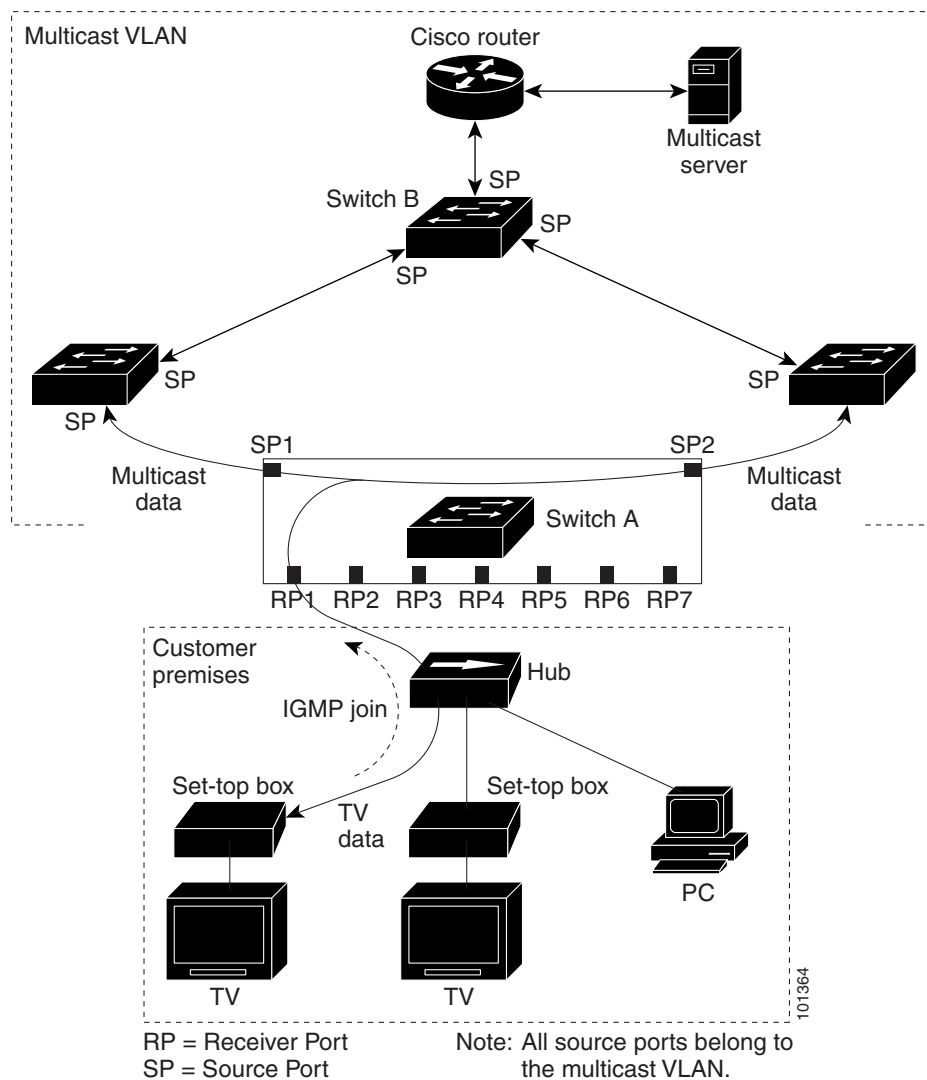 Multicast VLAN
Cisco router
Multicast
server
SP
Switch B
SP
SP
SP
SP
SP
SP1
SP2
Multicast
data
Multicast
data
Switch A
RP1
RP2
RP3
RP4
RP5
RP6
RP7
Customer
premises
Hub
IGMP join
Set-top box
Set-top box
TV
data
PC
TV
TV
101364
RP = Receiver Port
SP = Source Port
Note: All source ports belong to
the multicast VLAN.